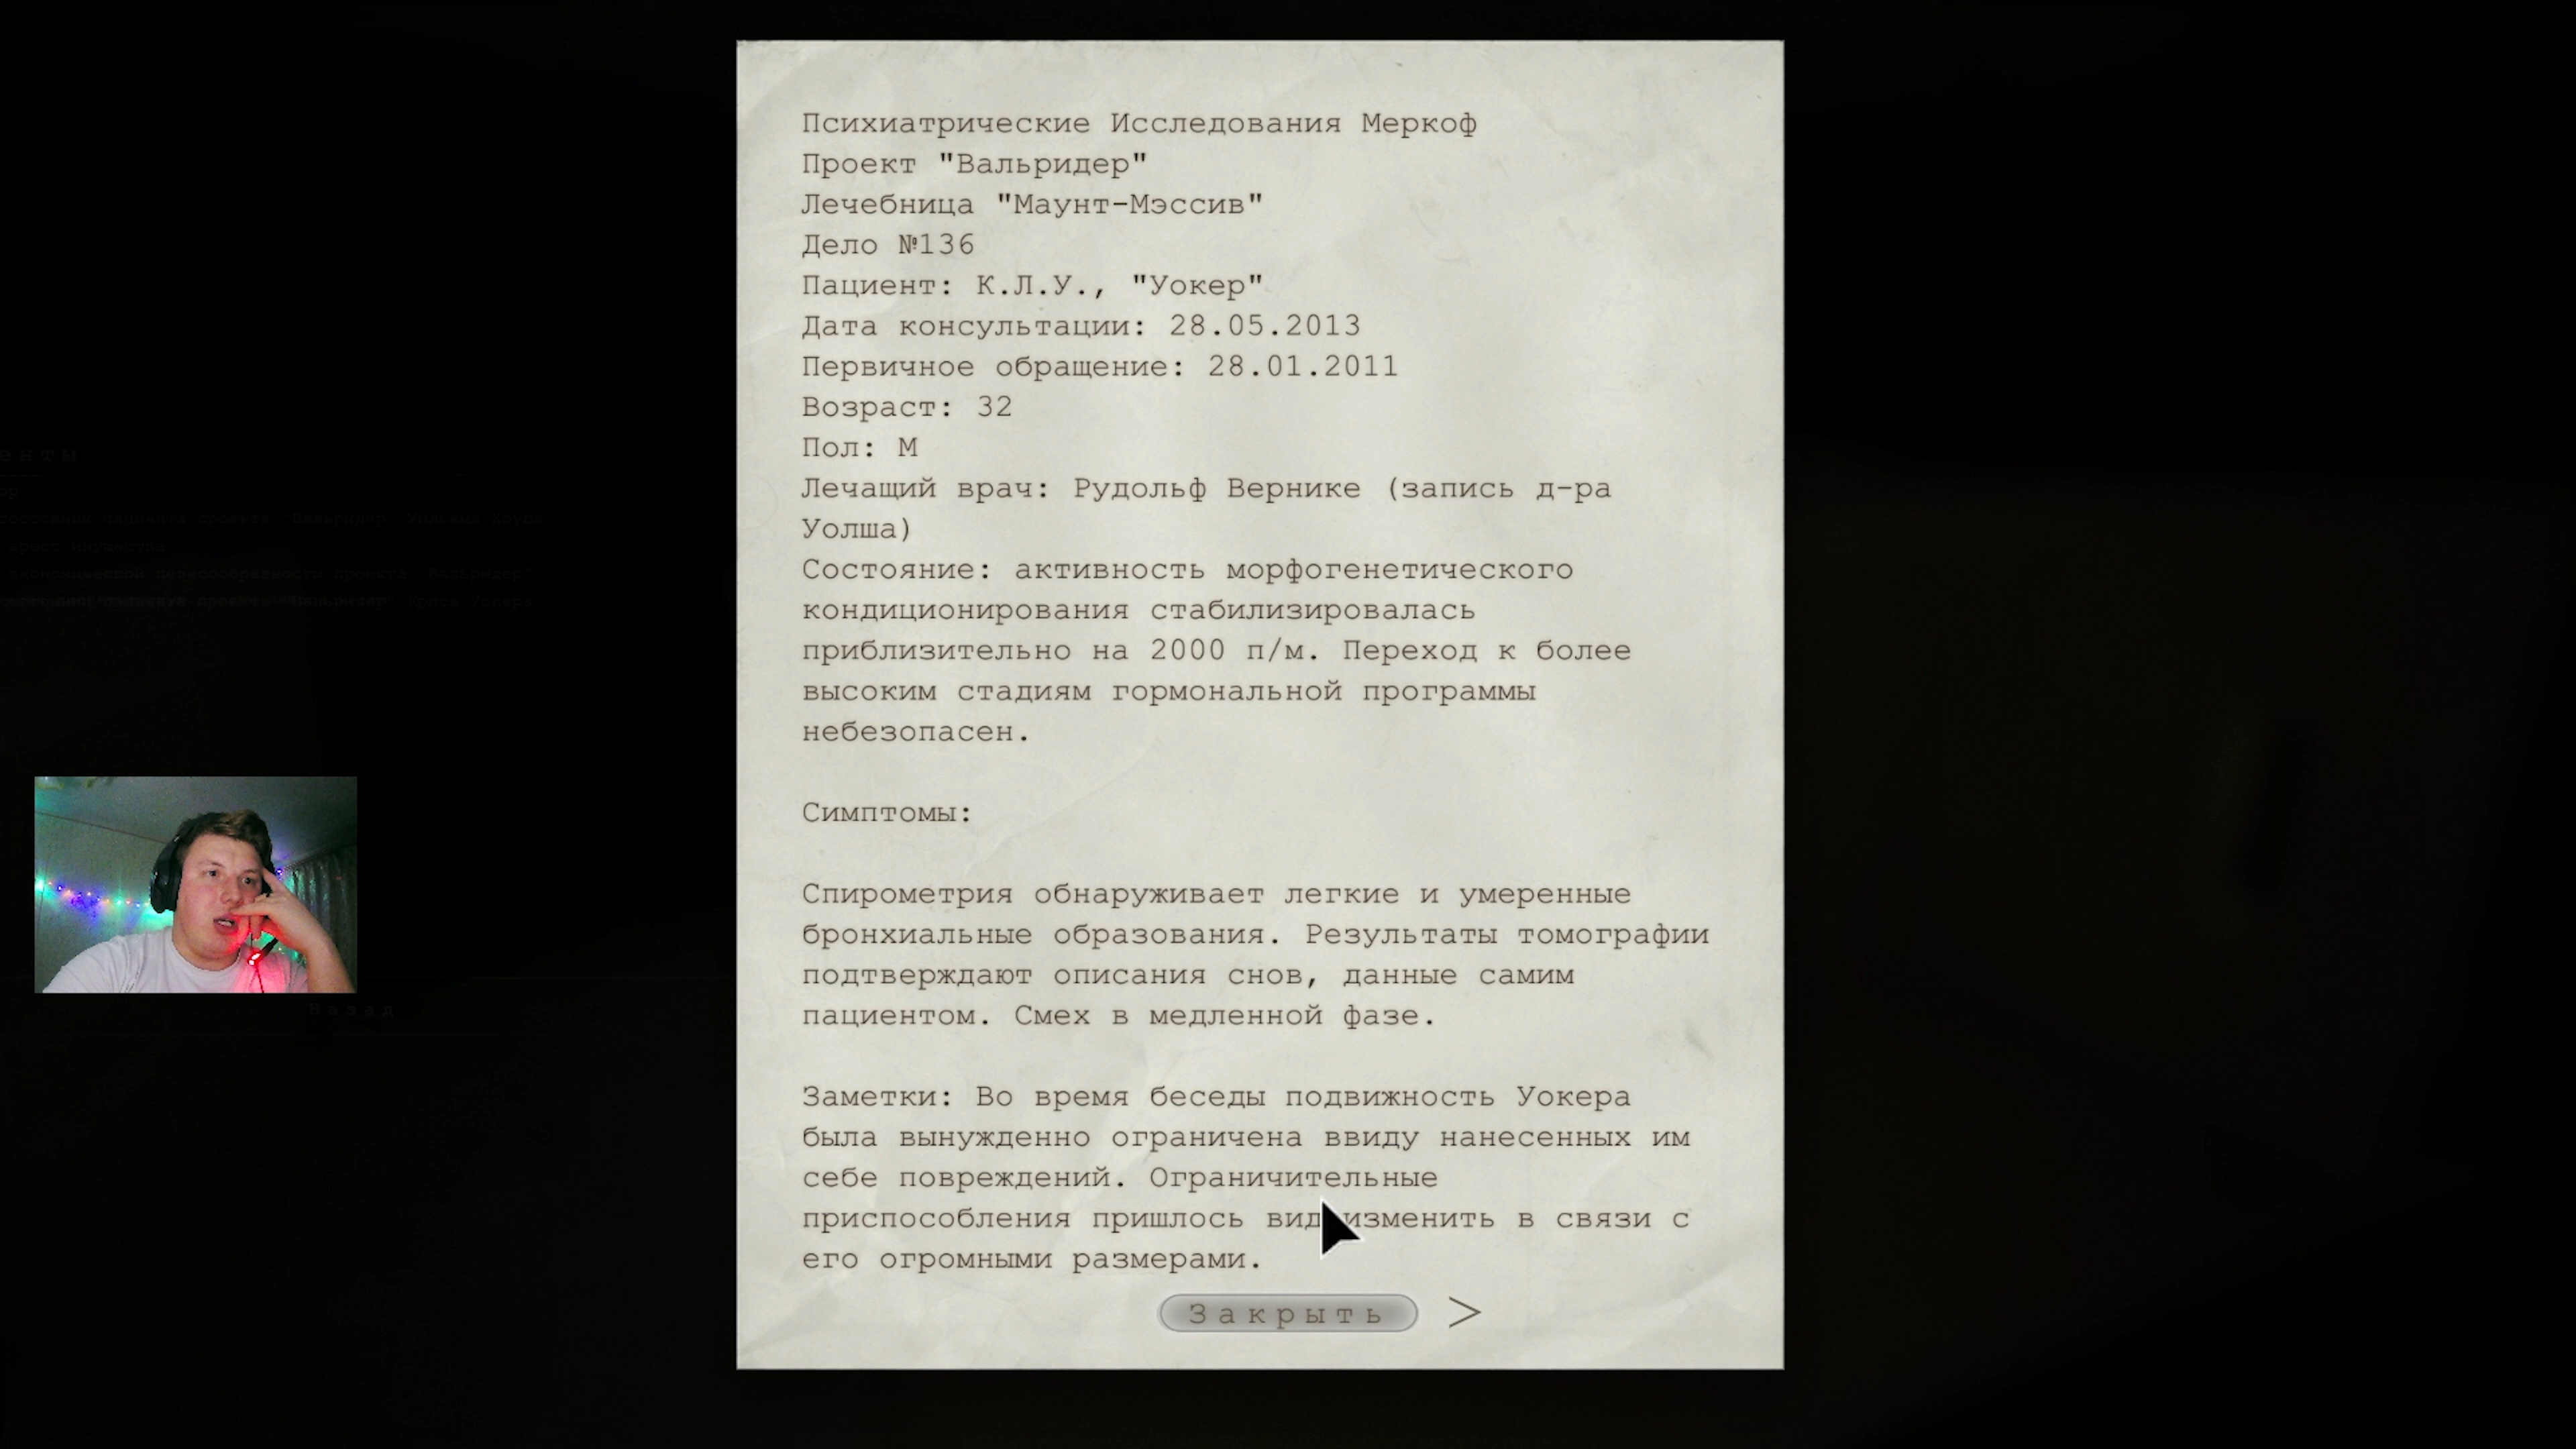 Психиатрические Исследования Меркоф
Проект "Вальридер"
Лечебница "Маунт-Мэссив"
Дело №136
Пациент: К.Л.У., "Уокер"
Дата консультации: 28.05.2013
Первичное обращение: 28.01.2011
Возраст: 32
Пол: М
Лечащий врач: Рудольф Вернике (запись д-ра
Уолша)
Состояние: активность морфогенетического
кондиционирования стабилизировалась
приблизительно на 2000 п/м. Переход к более
высоким стадиям гормональной программы
небезопасен.
Симптомы:
Спирометрия обнаруживает легкие и умеренные
бронхиальные образования. Результаты томографии
подтверждают описания снов, данные самим
пациентом. Смех в медленной фазе.
Заметки: Во время беседы подвижность Уокера
была вынужденно ограничена ввиду нанесенных им
себе повреждений. Ограничительные
приспособления пришлось видоизменить в связи с
его огромными размерами.
Закрыть >
Назад